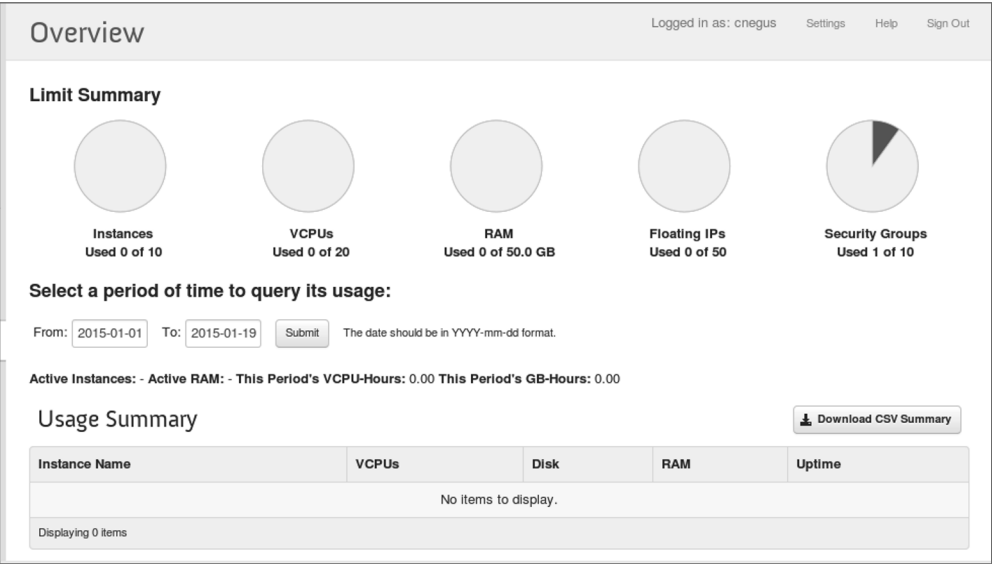 Overview
Logged in as: cnegus Settings Help Sign Out
Limit Summary
Instances VCPUs RAM Floating IPs Security Groups
Used 0 of 10 Used 0 of 20 Used 0 of 50.0 GB Used 0 of 50 Used 1 of 10
Select a period of time to query its usage:
From: 2015-01-01 To: 2015-01-19 Submit The date should be in YYYY-mm-dd format.
Active Instances: - Active RAM: - This Period's VCPU-Hours: 0.00 This Period's GB-Hours: 0.00
Usage Summary Download CSV Summary
Instance Name VCPUs Disk RAM Uptime
No items to display.
Displaying 0 items